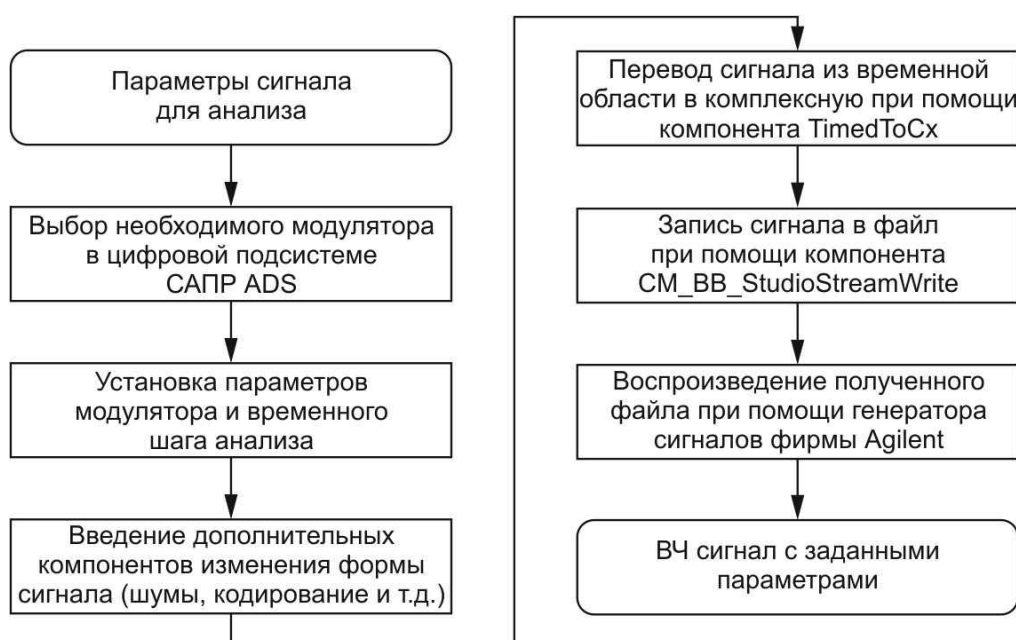 Параметры сигнала
для анализа
Выбор необходимого модулятора
в цифровой подсистеме
САПР ADS
Установка параметров
модулятора и временного
шага анализа
Введение дополнительных
компонентов изменения формы
сигнала (шумы, кодирование и т.д.)
Перевод сигнала из временной
области в комплексную при помощи
компонента TimedToCx
Запись сигнала в файл
при помощи компонента
CM_BB_StudioStreamWrite
Воспроизведение полученного
файла при помощи генератора
сигналов фирмы Agilent
ВЧ сигнал с заданными
параметрами